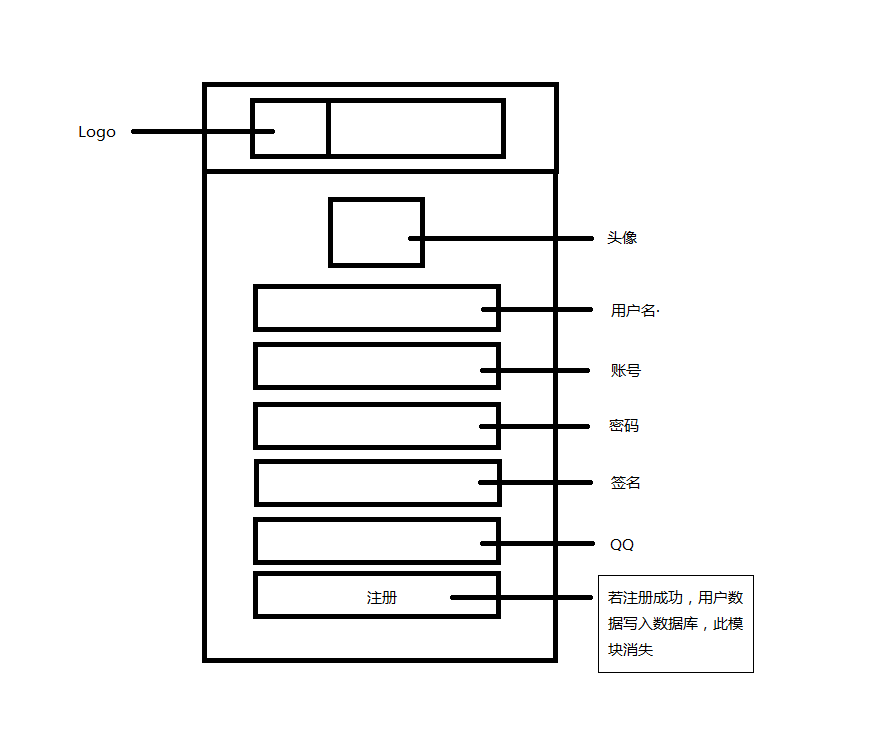 Logo
头像
用户名·
账号
密码
签名
QQ
注册
若注册成功，用户数
据写入数据库，此模
块消失